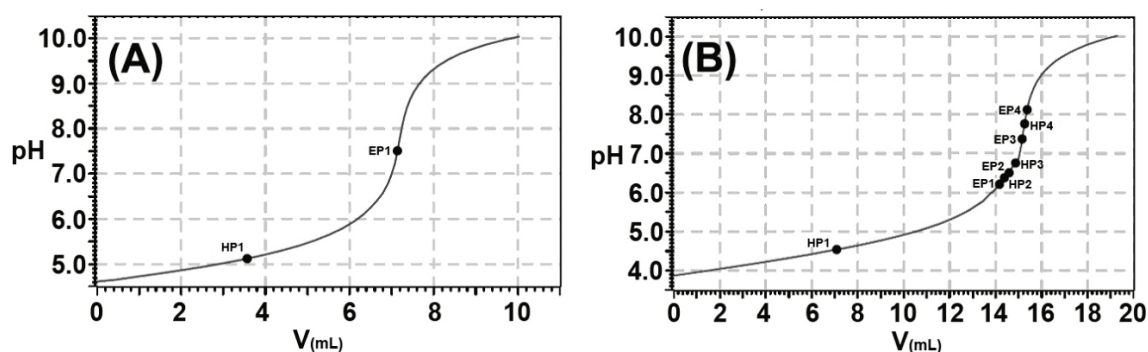 (A)
10.0
9.0
8.0
7.0
6.0
5.0
pH
EP1
HP1
0 2 4 6 8 10
V(mL)
(B)
10.0
9.0
8.0
7.0
6.0
5.0
4.0
pH
EP4
HP4
EP3
HP3
EP2
HP2
EP1
HP1
0 2 4 6 8 10 12 14 16 18 20
V(mL)